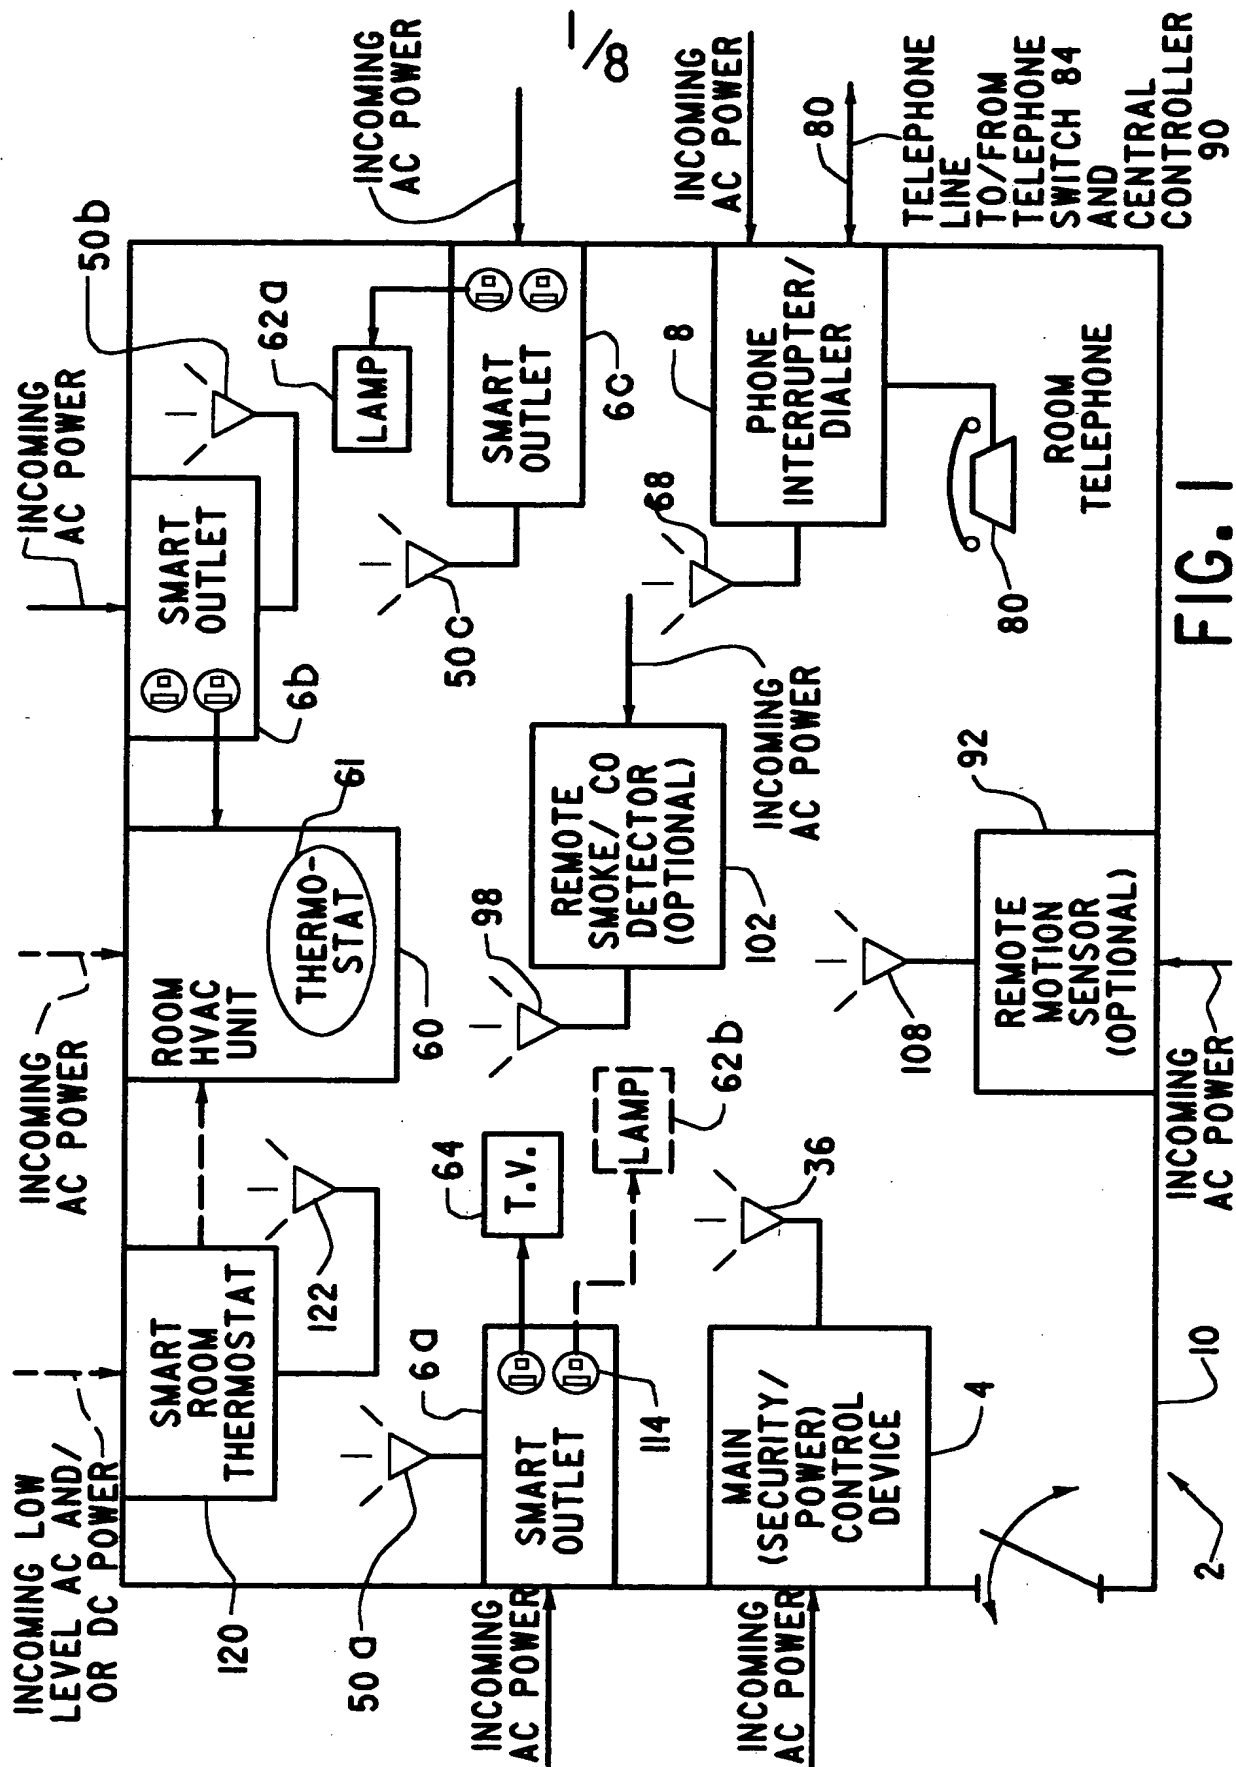 1/8
INCOMING LOW
LEVEL AC AND/
OR DC POWER
INCOMING
AC POWER
INCOMING
AC POWER
50b
120
SMART
ROOM
THERMOSTAT
122
ROOM
HVAC
UNIT
THERMO-
STAT
61
60
6b
SMART
OUTLET
62a
LAMP
INCOMING
AC POWER
50a
6a
INCOMING
AC POWER
SMART
OUTLET
114
64
T.V.
LAMP
62b
98
REMOTE
SMOKE/CO
DETECTOR
(OPTIONAL)
102
INCOMING
AC POWER
50c
SMART
OUTLET
6c
INCOMING
AC POWER
MAIN
(SECURITY/
POWER)
CONTROL
DEVICE
4
36
68
8
PHONE
INTERRUPTER/
DIALER
INCOMING
AC POWER
80
TELEPHONE
LINE
TO/FROM
TELEPHONE
SWITCH 84
AND
CENTRAL
CONTROLLER
90
108
REMOTE
MOTION
SENSOR
(OPTIONAL)
92
INCOMING
AC POWER
80
ROOM
TELEPHONE
2
10
FIG. 1